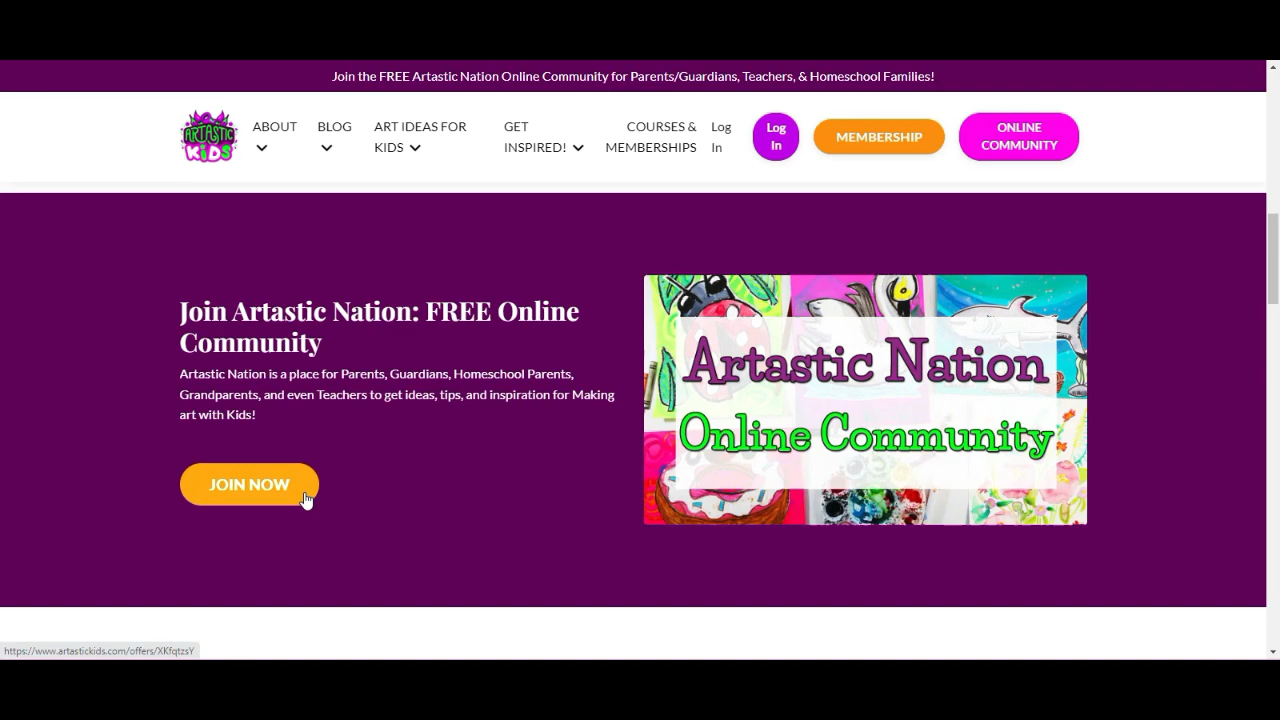 Join the FREE Artastic Nation Online Community for Parents/Guardians, Teachers, & Homeschool Families!
ARTASTIC
KIDS
ABOUT
BLOG
ART IDEAS FOR
KIDS
GET
INSPIRED!
COURSES &
MEMBERSHIPS
Log
In
Log
In
MEMBERSHIP
ONLINE
COMMUNITY
Join Artastic Nation: FREE Online
Community
Artastic Nation is a place for Parents, Guardians, Homeschool Parents,
Grandparents, and even Teachers to get ideas, tips, and inspiration for Making
art with Kids!
JOIN NOW
Artastic Nation
Online Community
https://www.artastickids.com/offers/XKfqtzsY